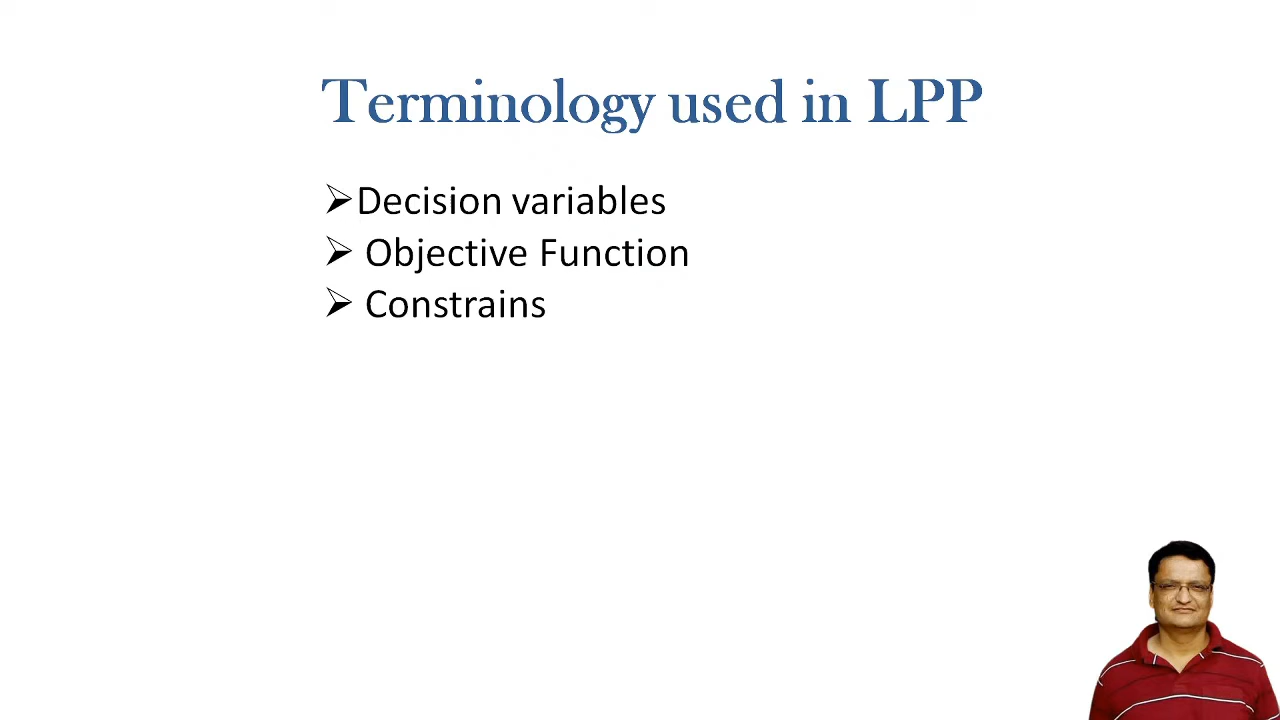 Terminology used in LPP
➢Decision variables
➢ Objective Function
➢ Constrains